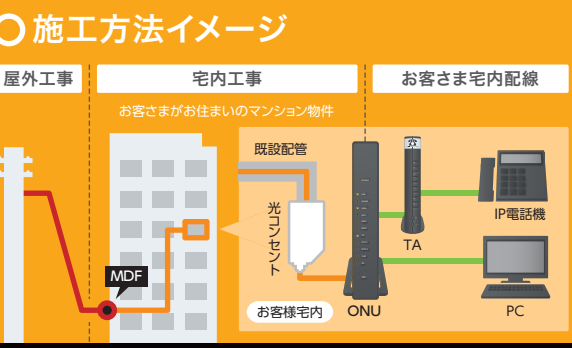 施工方法イメージ
屋外工事
宅内工事
お客さま宅内配線
お客さまがお住まいのマンション物件
既設配管
光コンセント
MDF
お客様宅内
ONU
TA
IP電話機
PC